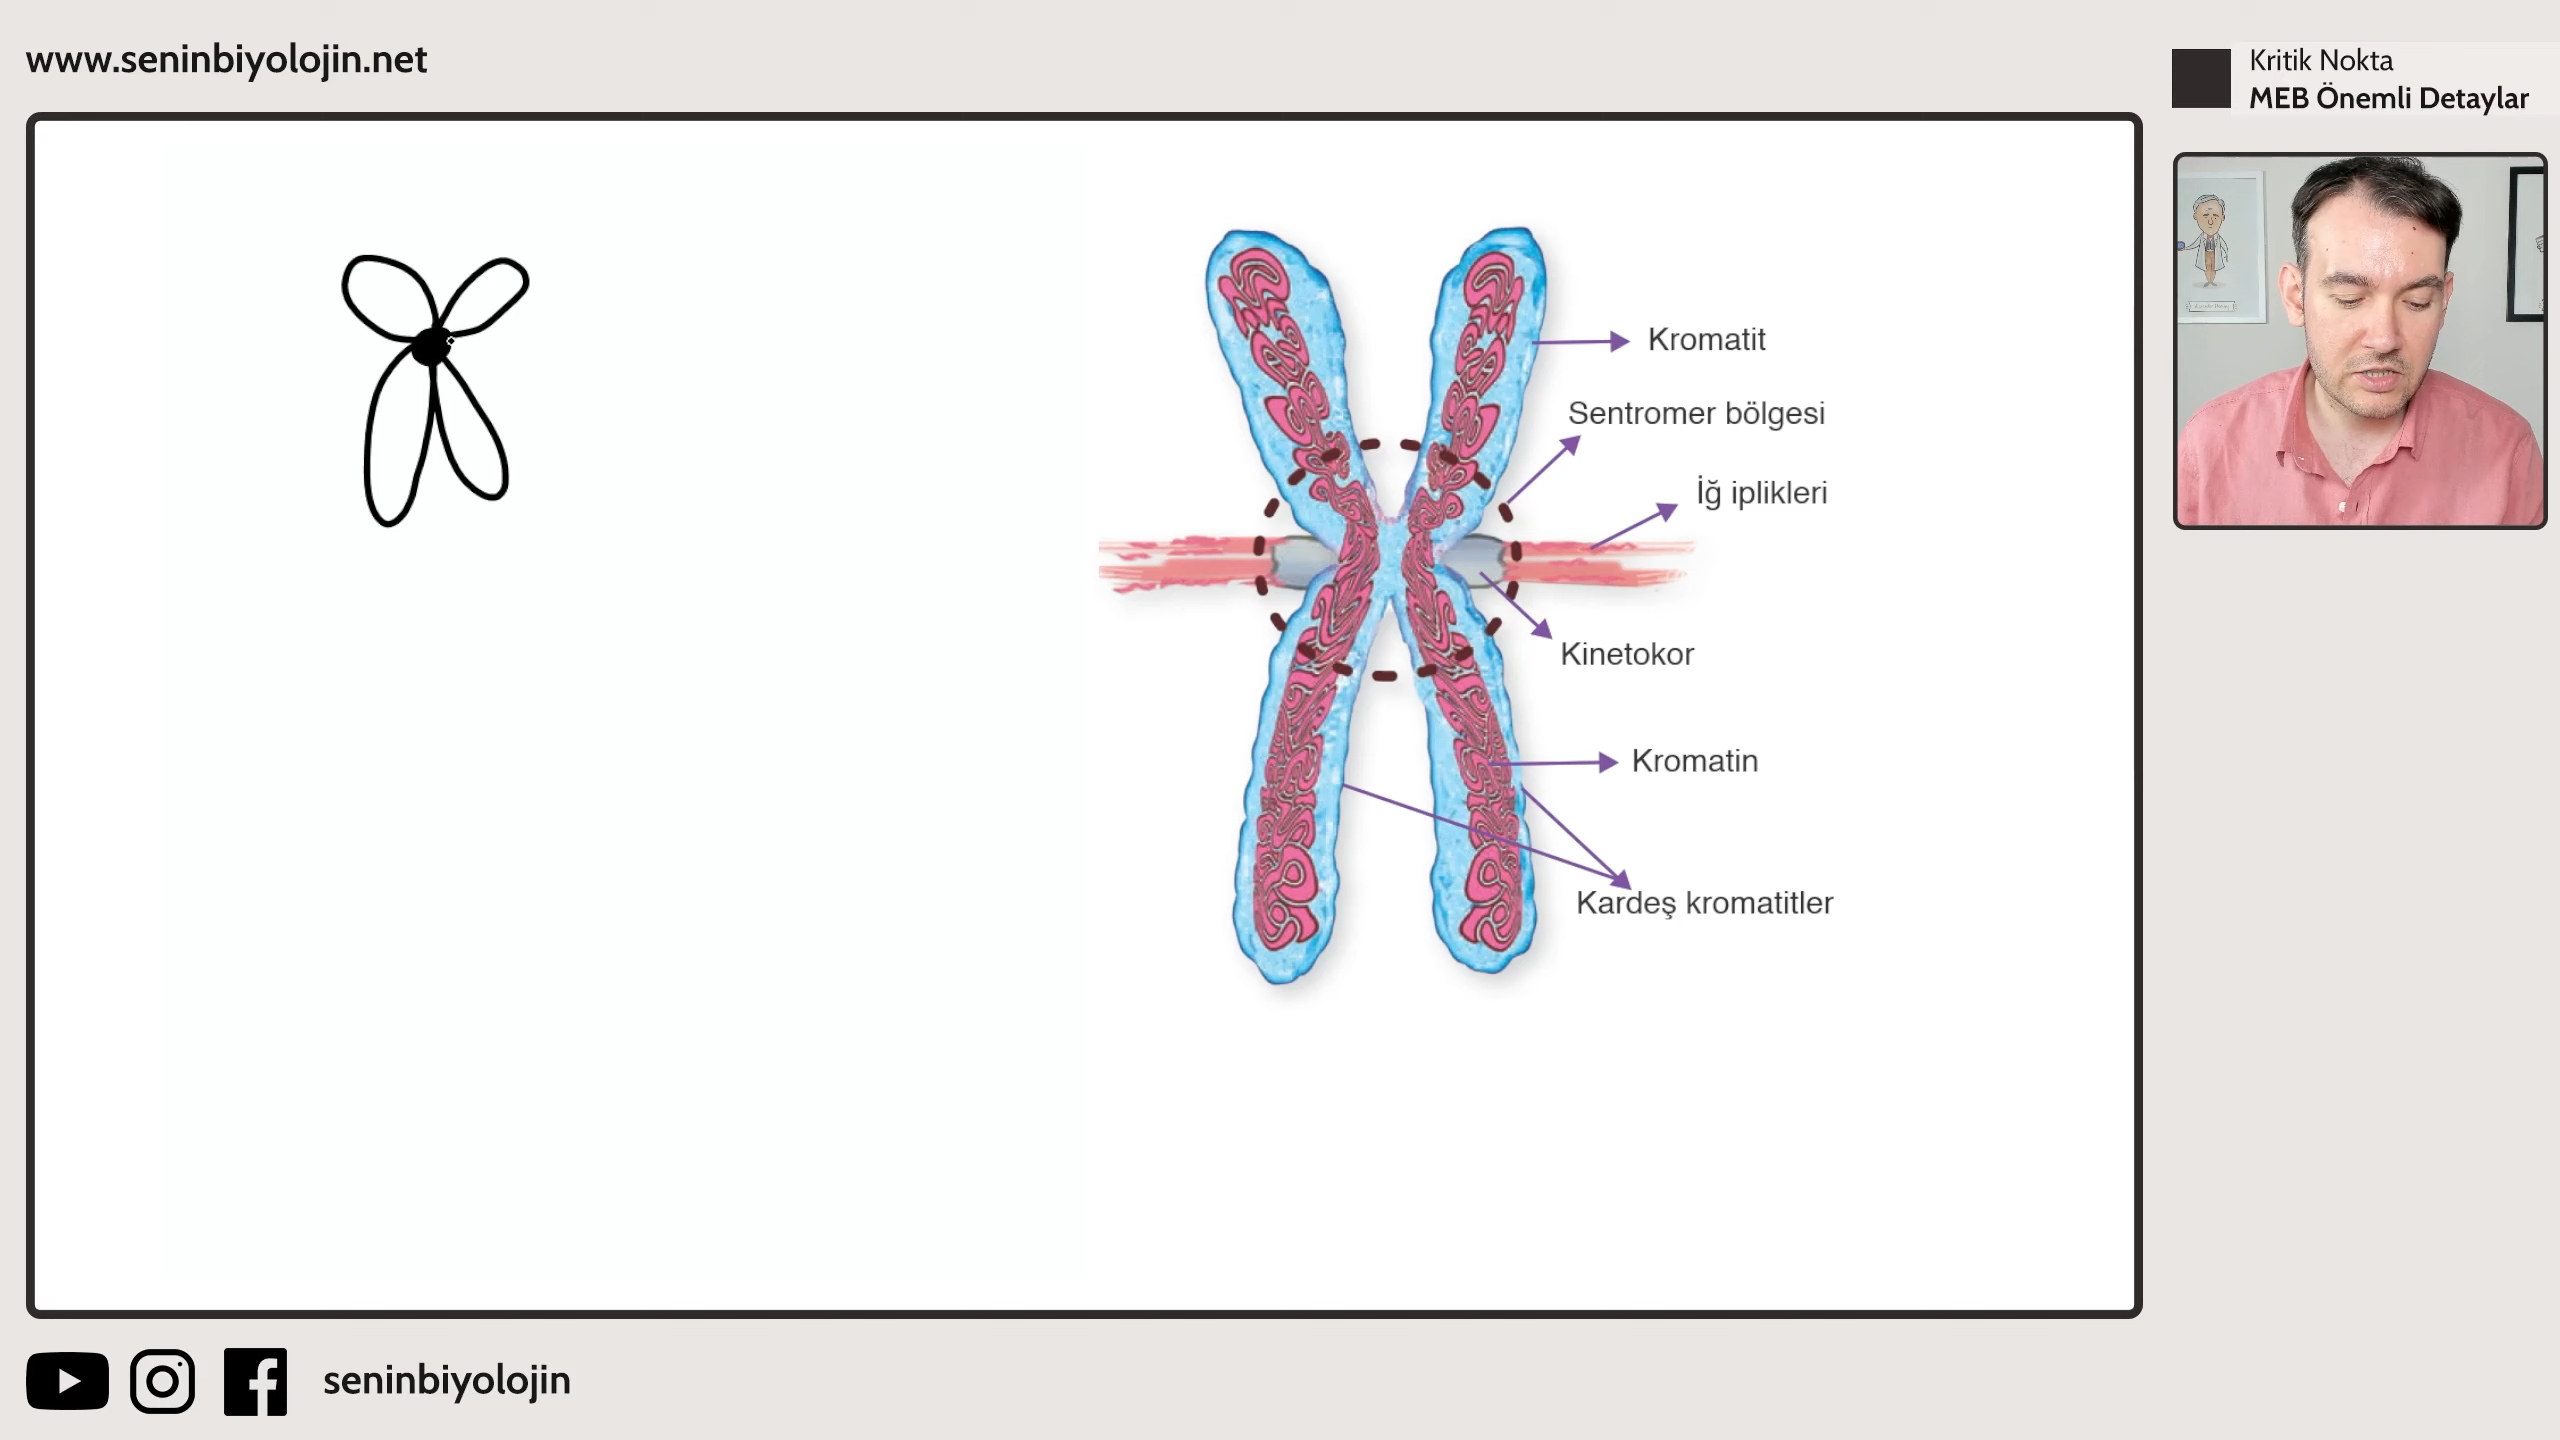 www.seninbiyolojin.net
Kritik Nokta
MEB Önemli Detaylar
Kromatit
Sentromer bölgesi
İğ iplikleri
Kinetokor
Kromatin
Kardeş kromatitler
seninbiyolojin